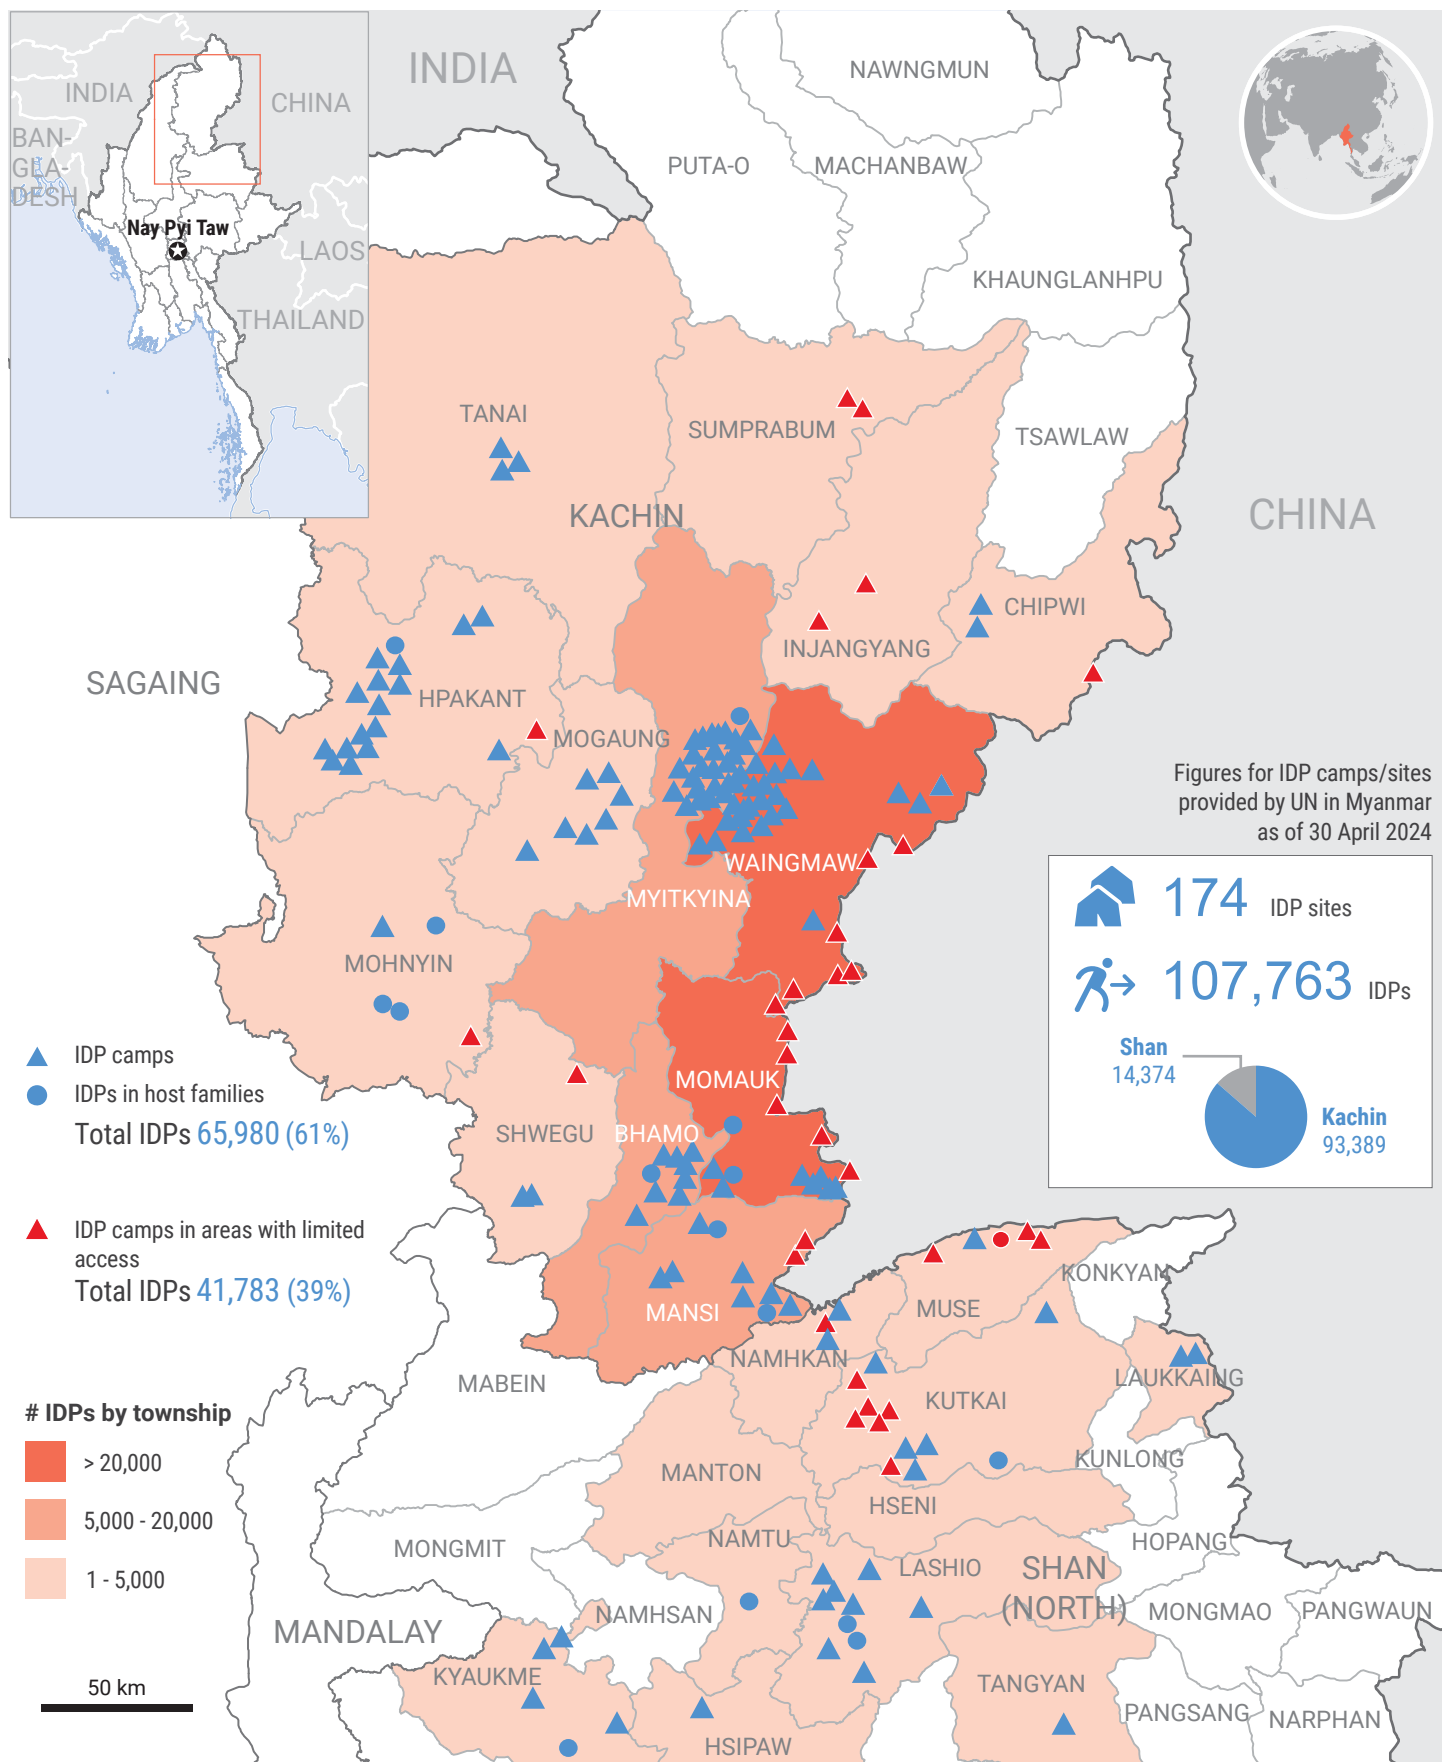 INDIA
CHINA
BAN-
GLA-
DESH
Nay Pyi Taw
LAOS
THAILAND
INDIA
NAWNGMUN
PUTA-O
MACHANBAW
KHAUNGLANHPU
TANAI
SUMPRABUM
TSAWLAW
KACHIN
CHINA
CHIPWI
INJANGYANG
SAGAING
HPAKANT
MOGAUNG
WAINGMAW
MYITKYINA
MOHNYIN
MOMAUK
SHWEGU
BHAMO
Figures for IDP camps/sites
provided by UN in Myanmar
as of 30 April 2024
174 IDP sites
107,763 IDPs
Shan
14,374
Kachin
93,389
IDP camps
IDPs in host families
Total IDPs 65,980 (61%)
IDP camps in areas with limited
access
Total IDPs 41,783 (39%)
KONKYAN
MUSE
MANSI
NAMHKAN
LAUKKAING
MABEIN
KUTKAI
# IDPs by township
> 20,000
5,000 - 20,000
1 - 5,000
KUNLONG
MANTON
HSENI
NAMTU
HOPANG
MONGMIT
LASHIO
SHAN
(NORTH)
NAMHSAN
MONGMAO
PANGWAUN
MANDALAY
KYAUKME
TANGYAN
50 km
PANGSANG
NARPHAN
HSIPAW